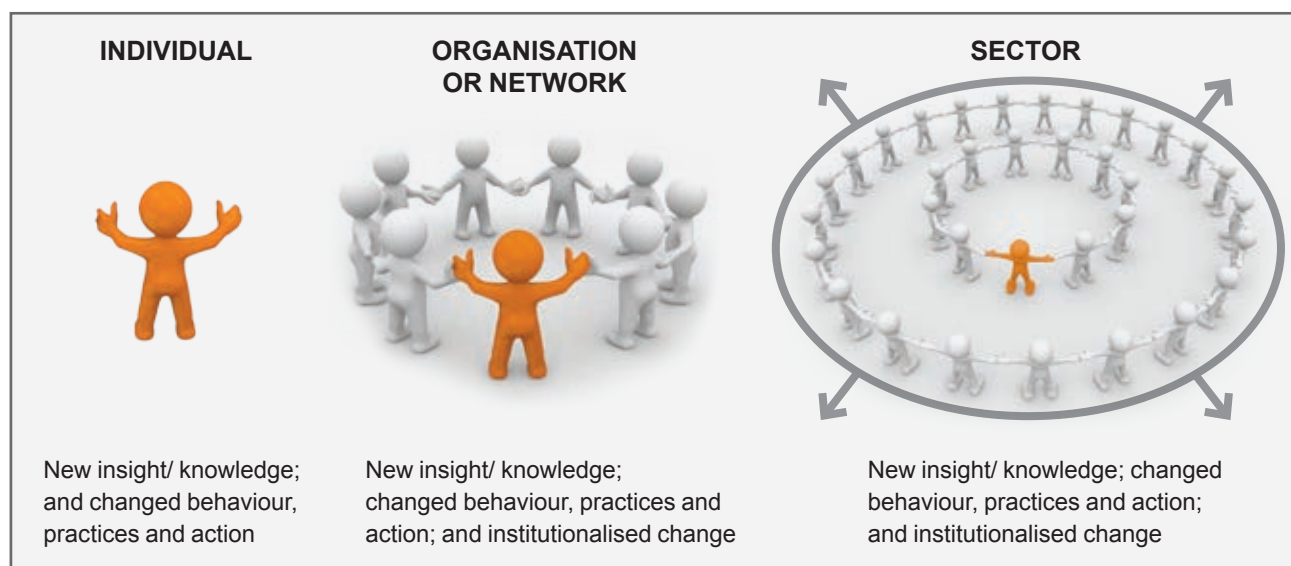 INDIVIDUAL
New insight/ knowledge;
and changed behaviour,
practices and action
ORGANISATION
OR NETWORK
New insight/ knowledge;
changed behaviour, practices and
action; and institutionalised change
SECTOR
New insight/ knowledge; changed
behaviour, practices and action;
and institutionalised change